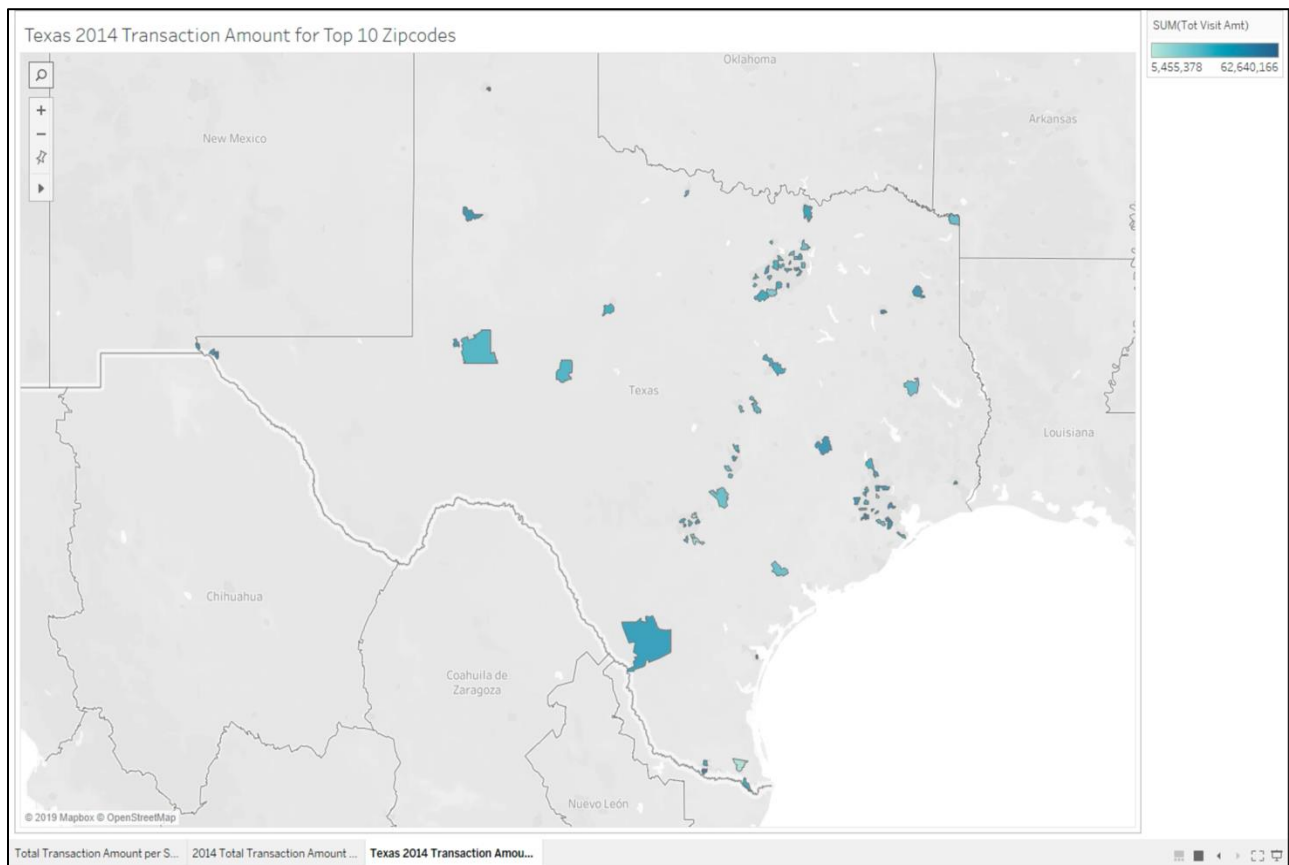 Texas 2014 Transaction Amount for Top 10 Zipcodes
SUM(Tot Visit Amt)
5,455,378 62,640,166
Oklahoma
New Mexico
Arkansas
Texas
Louisiana
Chihuahua
Coahuila de
Zaragoza
Nuevo León
© 2019 Mapbox © OpenStreetMap
Total Transaction Amount per S... 2014 Total Transaction Amount ... Texas 2014 Transaction Amou...